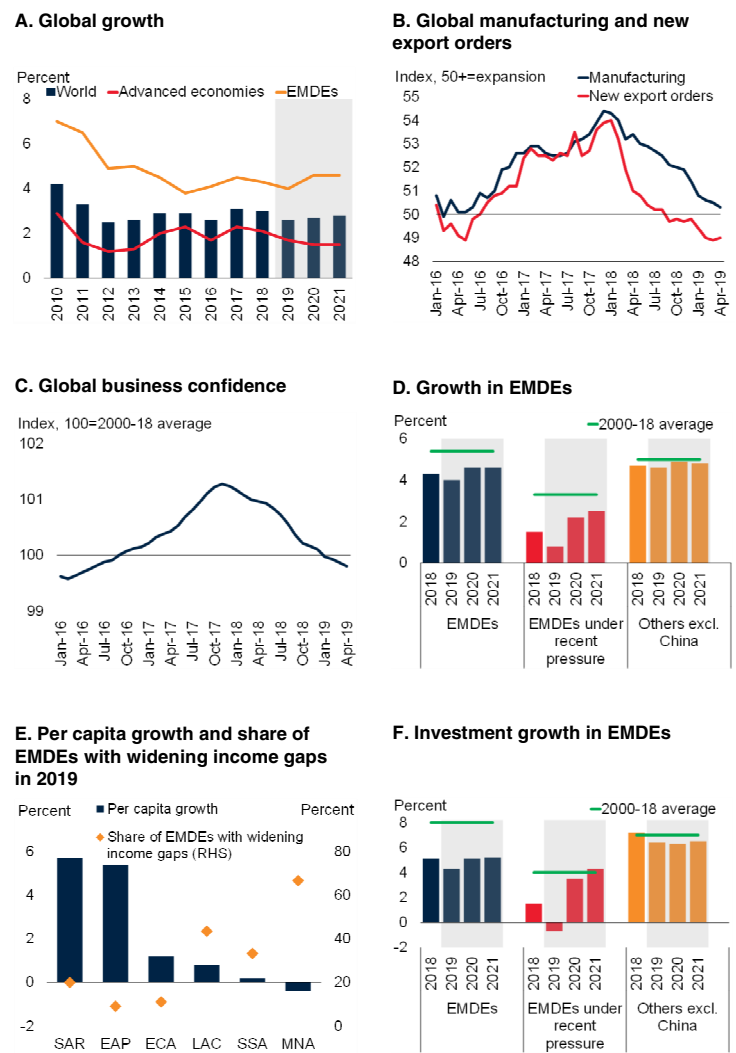 A. Global growth
Percent
World
Advanced economies
EMDEs
8
6
4
2
0
2010
2011
2012
2013
2014
2015
2016
2017
2018
2019
2020
2021
B. Global manufacturing and new
export orders
Index, 50+=expansion
Manufacturing
New export orders
55
54
53
52
51
50
49
48
Jan-16
Apr-16
Jul-16
Oct-16
Jan-17
Apr-17
Jul-17
Oct-17
Jan-18
Apr-18
Jul-18
Oct-18
Jan-19
Apr-19
C. Global business confidence
Index, 100=2000-18 average
102
101
100
99
Jan-16
Apr-16
Jul-16
Oct-16
Jan-17
Apr-17
Jul-17
Oct-17
Jan-18
Apr-18
Jul-18
Oct-18
Jan-19
Apr-19
D. Growth in EMDEs
Percent
2000-18 average
6
4
2
0
2018
2019
2020
2021
2018
2019
2020
2021
2018
2019
2020
2021
EMDEs
EMDEs under
recent
pressure
Others excl.
China
E. Per capita growth and share of
EMDEs with widening income gaps
in 2019
Percent
Per capita growth
Percent
Share of EMDEs with widening
income gaps (RHS)
6
4
2
0
-2
80
60
40
20
0
SAR
EAP
ECA
LAC
SSA
MNA
F. Investment growth in EMDEs
Percent
2000-18 average
8
6
4
2
0
-2
2018
2019
2020
2021
2018
2019
2020
2021
2018
2019
2020
2021
EMDEs
EMDEs under
recent
pressure
Others excl.
China